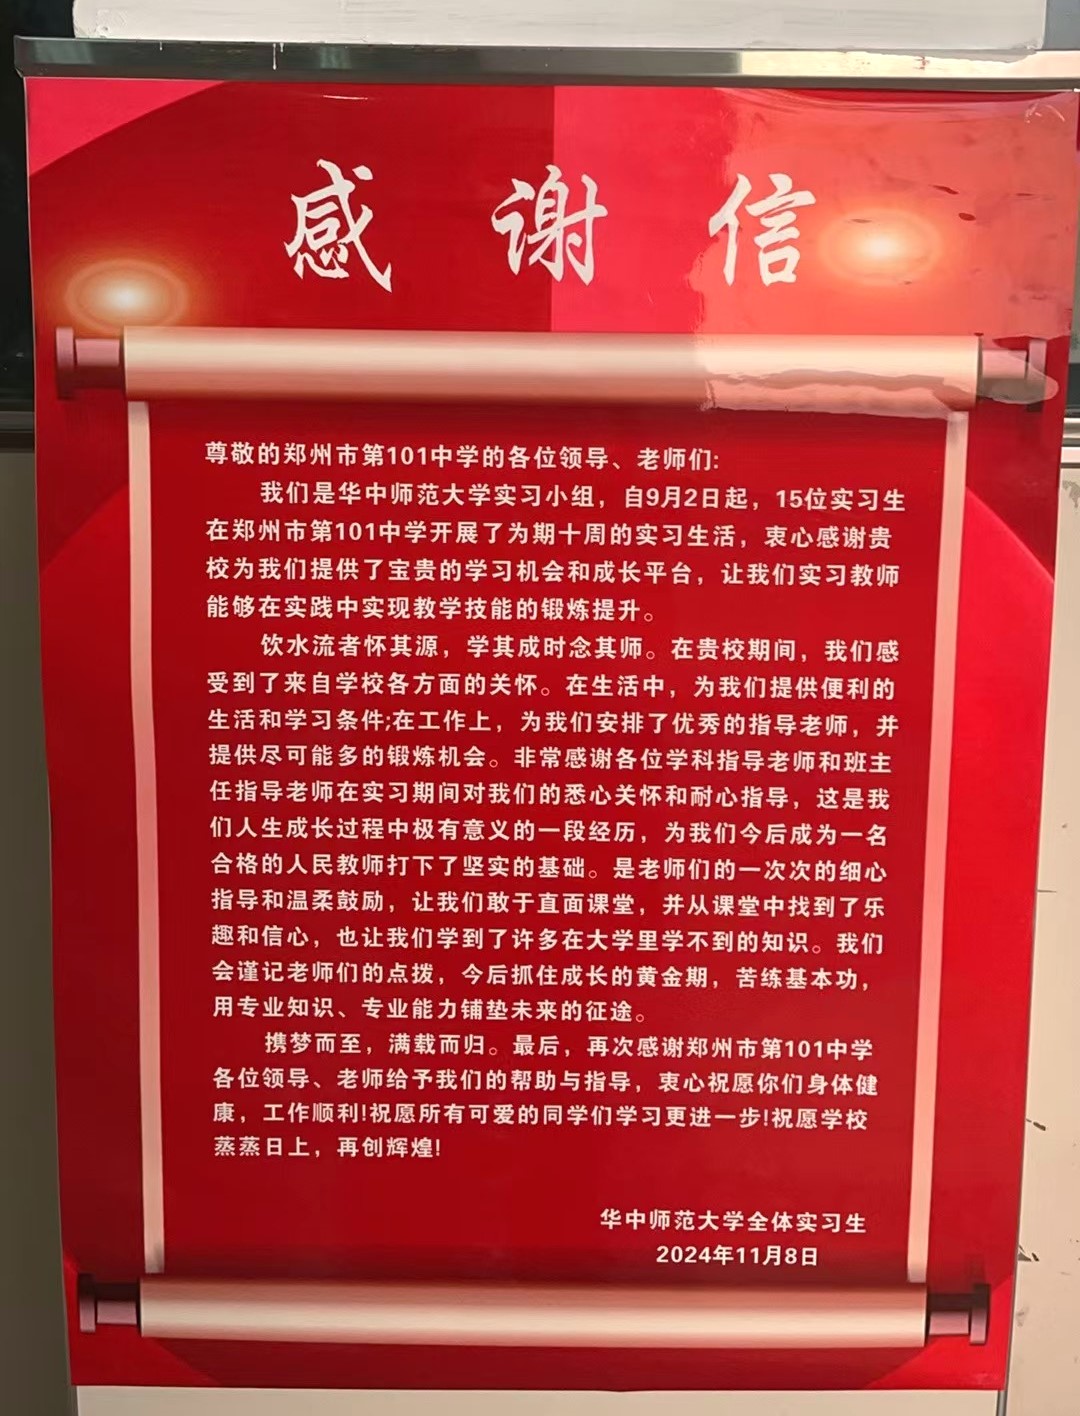 感谢信
尊敬的郑州市第101中学的各位领导、老师们:
我们是华中师范大学实习小组，自9月2日起，15位实习生
在郑州市第101中学开展了为期十周的实习生活，衷心感谢贵
校为我们提供了宝贵的学习机会和成长平台，让我们实习教师
能够在实践中实现教学技能的锻炼提升。
饮水流者怀其源，学其成时念其师。在贵校期间，我们感
受到了来自学校各方面的关怀。在生活中，为我们提供便利的
生活和学习条件;在工作上，为我们安排了优秀的指导老师，并
提供尽可能多的锻炼机会。非常感谢各位学科指导老师和班主
任指导老师在实习期间对我们的悉心关怀和耐心指导，这是我
们人生成长过程中极有意义的一段经历，为我们今后成为一名
合格的人民教师打下了坚实的基础。是老师们的一次次的细心
指导和温柔鼓励，让我们敢于直面课堂，并从课堂中找到了乐
趣和信心，也让我们学到了许多在大学里学不到的知识。我们
会谨记老师们的点拨，今后抓住成长的黄金期，苦练基本功，
用专业知识、专业能力铺垫未来的征途。
携梦而至，满载而归。最后，再次感谢郑州市第101中学
各位领导、老师给予我们的帮助与指导，衷心祝愿你们身体健
康，工作顺利!祝愿所有可爱的同学们学习更进一步!祝愿学校
蒸蒸日上，再创辉煌!
华中师范大学全体实习生
2024年11月8日